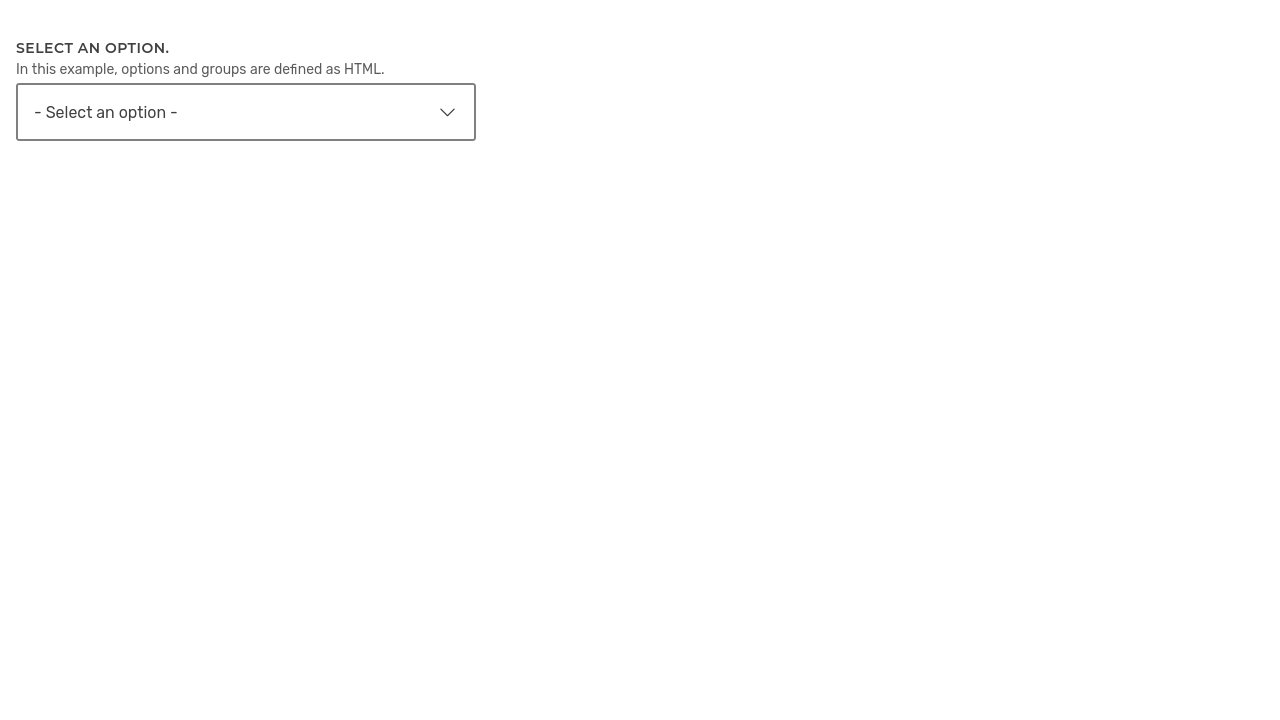 SELECT AN OPTION.
In this example, options and groups are defined as HTML.
- Select an option -